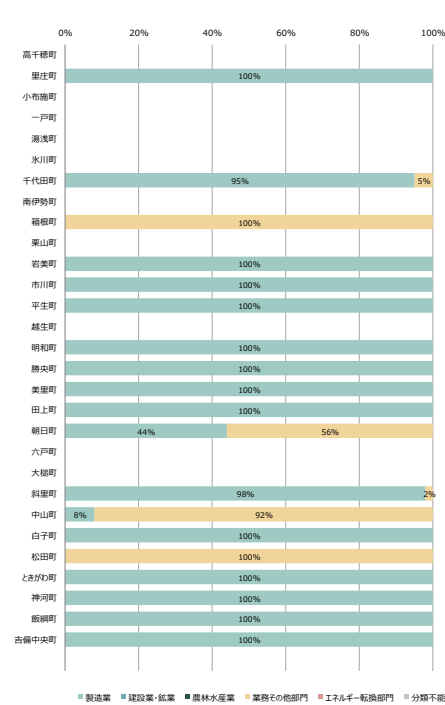 0% 20% 40% 60% 80% 100%
高千穂町
里庄町 100%
小布施町
一戸町
湯浅町
氷川町
千代田町 95% 5%
南伊勢町
箱根町 100%
栗山町
岩美町 100%
市川町 100%
平生町 100%
越生町
明和町 100%
勝央町 100%
美里町 100%
田上町 100%
朝日町 44% 56%
六戸町
大槌町
斜里町 98% 2%
中山町 8% 92%
白子町 100%
松田町 100%
ときがわ町 100%
神河町 100%
飯綱町 100%
吉備中央町 100%
製造業 建設業・鉱業 農林水産業 業務その他部門 エネルギー転換部門 分類不能